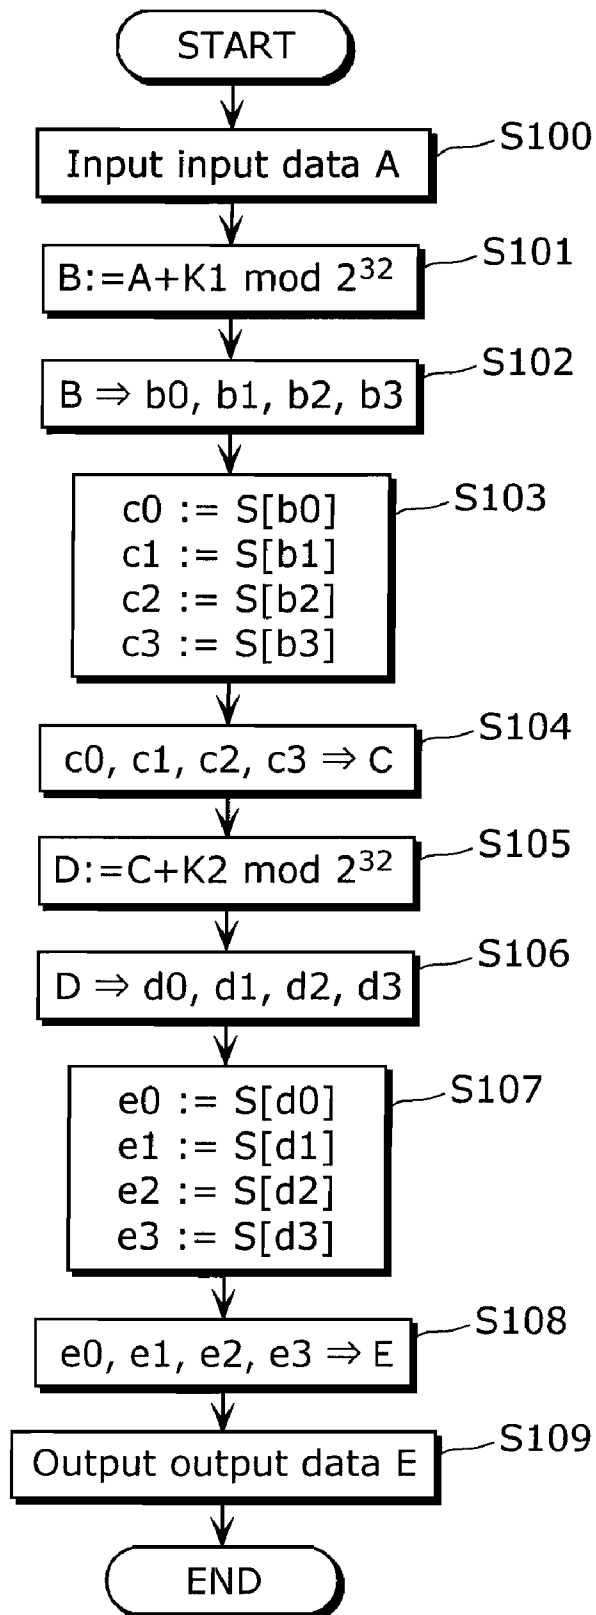 START
Input input data A
S100
B:=A+K1 mod 2³²
S101
B ⇒ b0, b1, b2, b3
S102
c0 := S[b0]
c1 := S[b1]
c2 := S[b2]
c3 := S[b3]
S103
c0, c1, c2, c3 ⇒ C
S104
D:=C+K2 mod 2³²
S105
D ⇒ d0, d1, d2, d3
S106
e0 := S[d0]
e1 := S[d1]
e2 := S[d2]
e3 := S[d3]
S107
e0, e1, e2, e3 ⇒ E
S108
Output output data E
S109
END